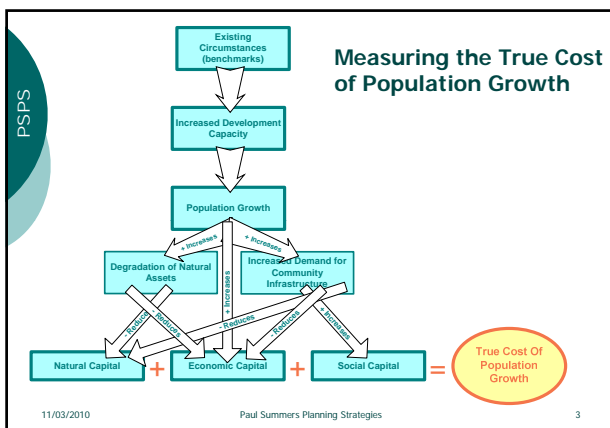 PSPS
Measuring the True Cost
of Population Growth
Existing
Circumstances
(benchmarks)
Increased Development
Capacity
Population Growth
+ Increases
+ Increases
+ Increases
Degradation of Natural
Assets
Increased Demand for
Community
Infrastructure
- Reduces
- Reduces
- Reduces
- Reduces
+ Increases
Natural Capital
+
Economic Capital
+
Social Capital
=
True Cost Of
Population
Growth
11/03/2010
Paul Summers Planning Strategies
3